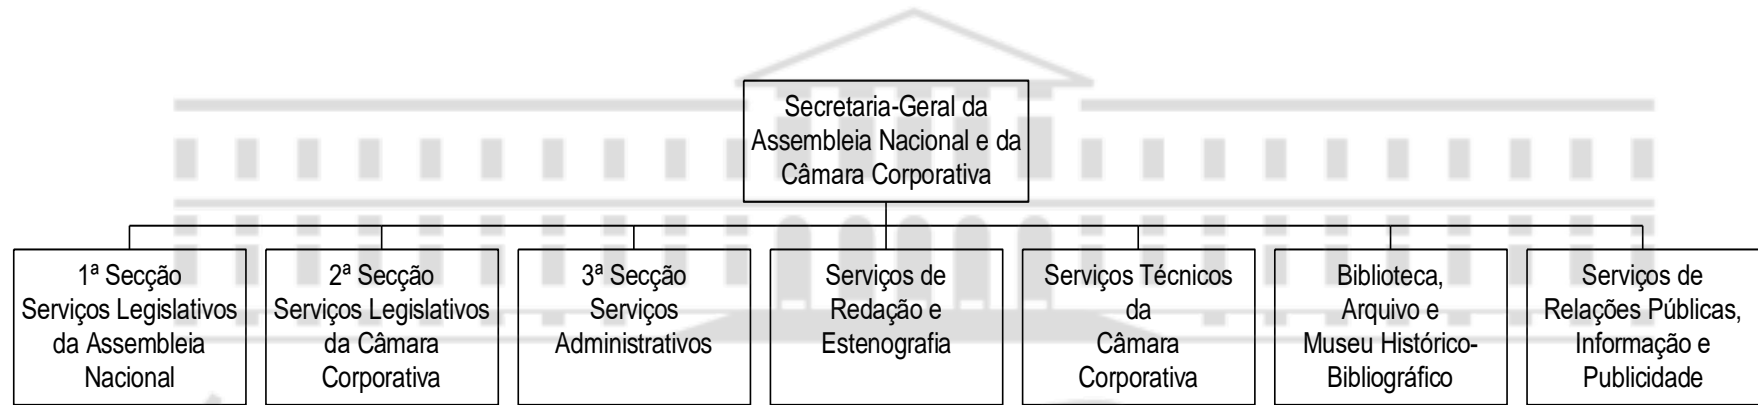 Secretaria-Geral da
Assembleia Nacional e da
Câmara Corporativa
1ª Secção
Serviços Legislativos
da Assembleia
Nacional
2ª Secção
Serviços Legislativos
da Câmara
Corporativa
3ª Secção
Serviços
Administrativos
Serviços de
Redação e
Estenografia
Serviços Técnicos
da
Câmara
Corporativa
Biblioteca,
Arquivo e
Museu Histórico-
Bibliográfico
Serviços de
Relações Públicas,
Informação e
Publicidade